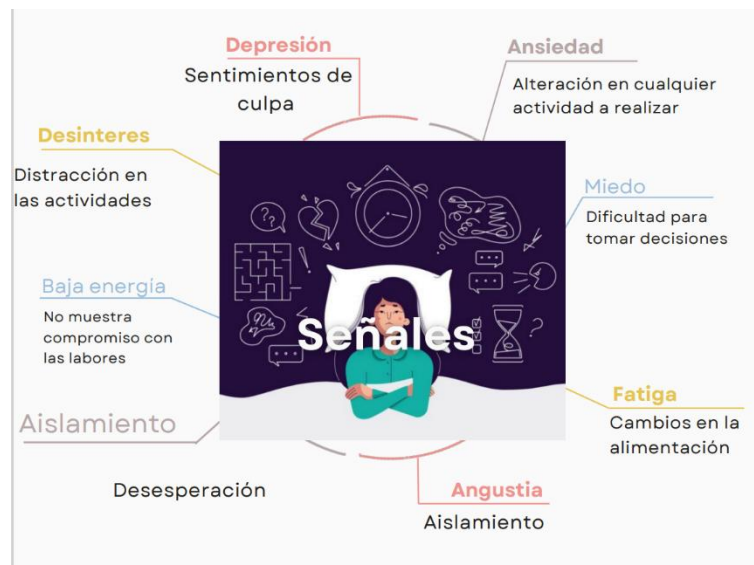 Depresión
Sentimientos de
culpa
Ansiedad
Alteración en cualquier
actividad a realizar
Desinteres
Distracción en
las actividades
Miedo
Dificultad para
tomar decisiones
Baja energía
No muestra
compromiso con
las labores
Señales
Fatiga
Cambios en la
alimentación
Aislamiento
Desesperación
Angustia
Aislamiento